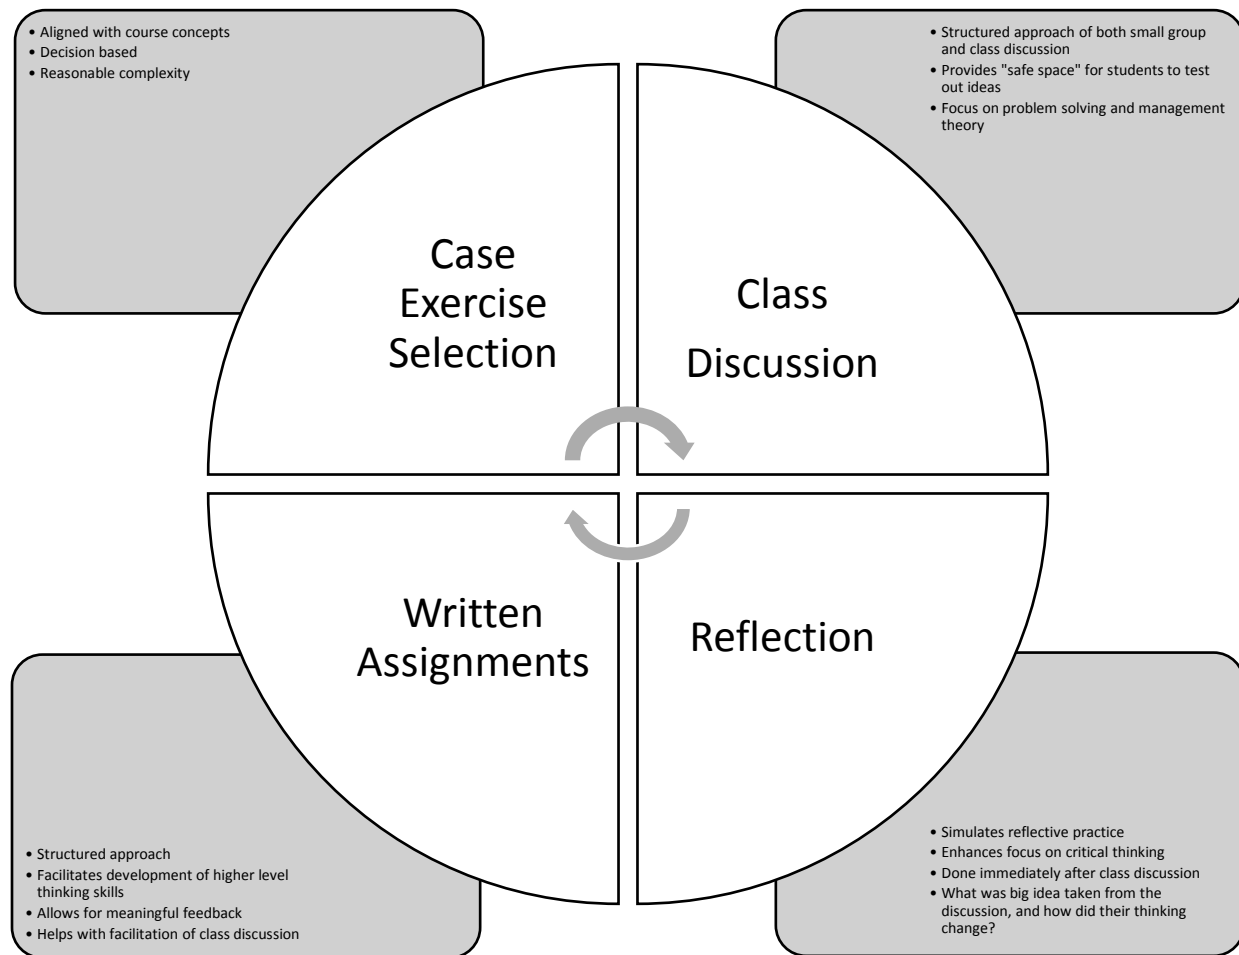 • Aligned with course concepts
• Decision based
• Reasonable complexity
• Structured approach of both small group
and class discussion
• Provides "safe space" for students to test
out ideas
• Focus on problem solving and management
theory
Case
Exercise
Selection
Class
Discussion
Written
Assignments
Reflection
• Structured approach
• Facilitates development of higher level
thinking skills
• Allows for meaningful feedback
• Helps with facilitation of class discussion
• Simulates reflective practice
• Enhances focus on critical thinking
• Done immediately after class discussion
• What was big idea taken from the
discussion, and how did their thinking
change?